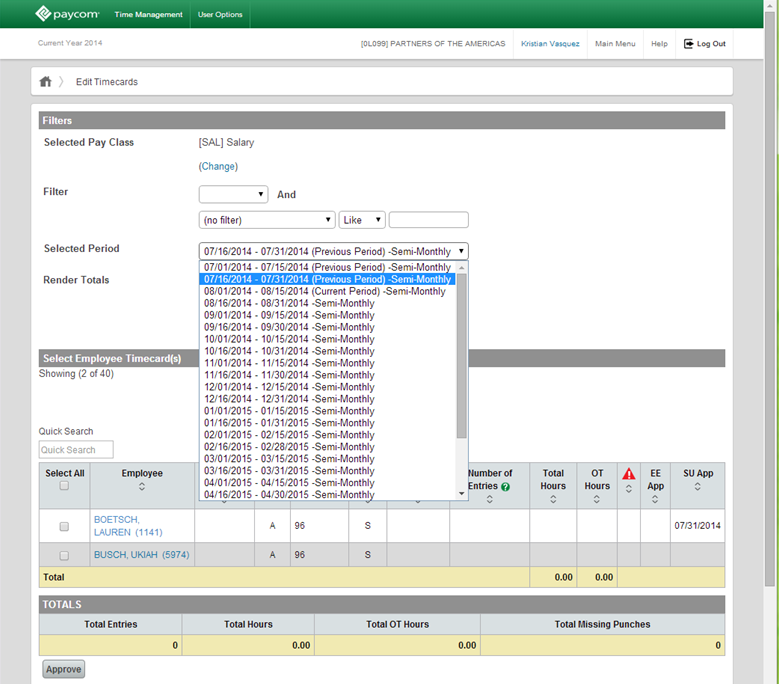 paycom Time Management User Options
Current Year 2014 [0L099] PARTNERS OF THE AMERICAS Kristian Vasquez Main Menu Help Log Out
Edit Timecards
Filters
Selected Pay Class [SAL] Salary
(Change)
Filter And
(no filter) Like
Selected Period 07/16/2014 - 07/31/2014 (Previous Period) -Semi-Monthly
Render Totals
07/01/2014 - 07/15/2014 (Previous Period) -Semi-Monthly
07/16/2014 - 07/31/2014 (Previous Period) -Semi-Monthly
08/01/2014 - 08/15/2014 (Current Period) -Semi-Monthly
08/16/2014 - 08/31/2014 -Semi-Monthly
09/01/2014 - 09/15/2014 -Semi-Monthly
09/16/2014 - 09/30/2014 -Semi-Monthly
10/01/2014 - 10/15/2014 -Semi-Monthly
10/16/2014 - 10/31/2014 -Semi-Monthly
11/01/2014 - 11/15/2014 -Semi-Monthly
11/16/2014 - 11/30/2014 -Semi-Monthly
12/01/2014 - 12/15/2014 -Semi-Monthly
12/16/2014 - 12/31/2014 -Semi-Monthly
01/01/2015 - 01/15/2015 -Semi-Monthly
01/16/2015 - 01/31/2015 -Semi-Monthly
02/01/2015 - 02/15/2015 -Semi-Monthly
02/16/2015 - 02/28/2015 -Semi-Monthly
03/01/2015 - 03/15/2015 -Semi-Monthly
03/16/2015 - 03/31/2015 -Semi-Monthly
04/01/2015 - 04/15/2015 -Semi-Monthly
04/16/2015 - 04/30/2015 -Semi-Monthly
Select Employee Timecard(s)
Showing (2 of 40)
Quick Search
Quick Search
Select All Employee Number of Total OT EE SU App
Entries ? Hours Hours App
BOETSCH, A 96 S 07/31/2014
LAUREN (1141)
BUSCH, UKIAH (5974) A 96 S
Total 0.00 0.00
TOTALS
Total Entries Total Hours Total OT Hours Total Missing Punches
0 0.00 0.00 0
Approve